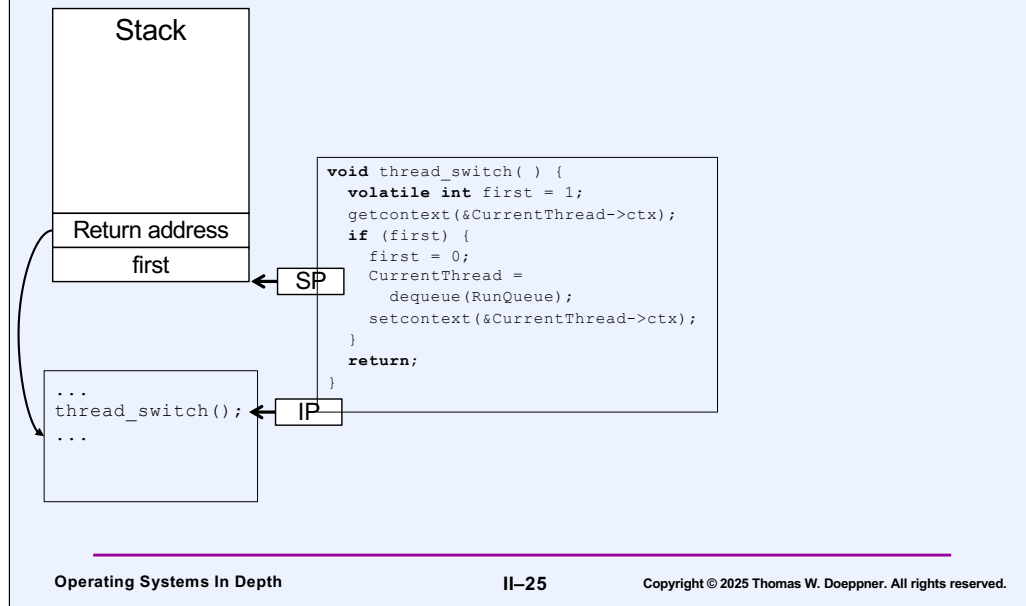 Stack
Return address
first
SP
void thread_switch( ) {
  volatile int first = 1;
  getcontext(&CurrentThread->ctx);
  if (first) {
    first = 0;
    CurrentThread =
      dequeue(RunQueue);
    setcontext(&CurrentThread->ctx);
  }
  return;
}
...
thread_switch();
...
IP
Operating Systems In Depth
II–25
Copyright © 2025 Thomas W. Doeppner. All rights reserved.